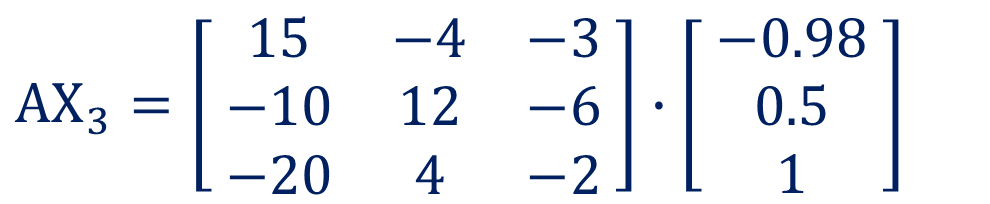 AX₃ = [ 15 −4 −3 ; −10 12 −6 ; −20 4 −2 ] · [ −0.98 ; 0.5 ; 1 ]